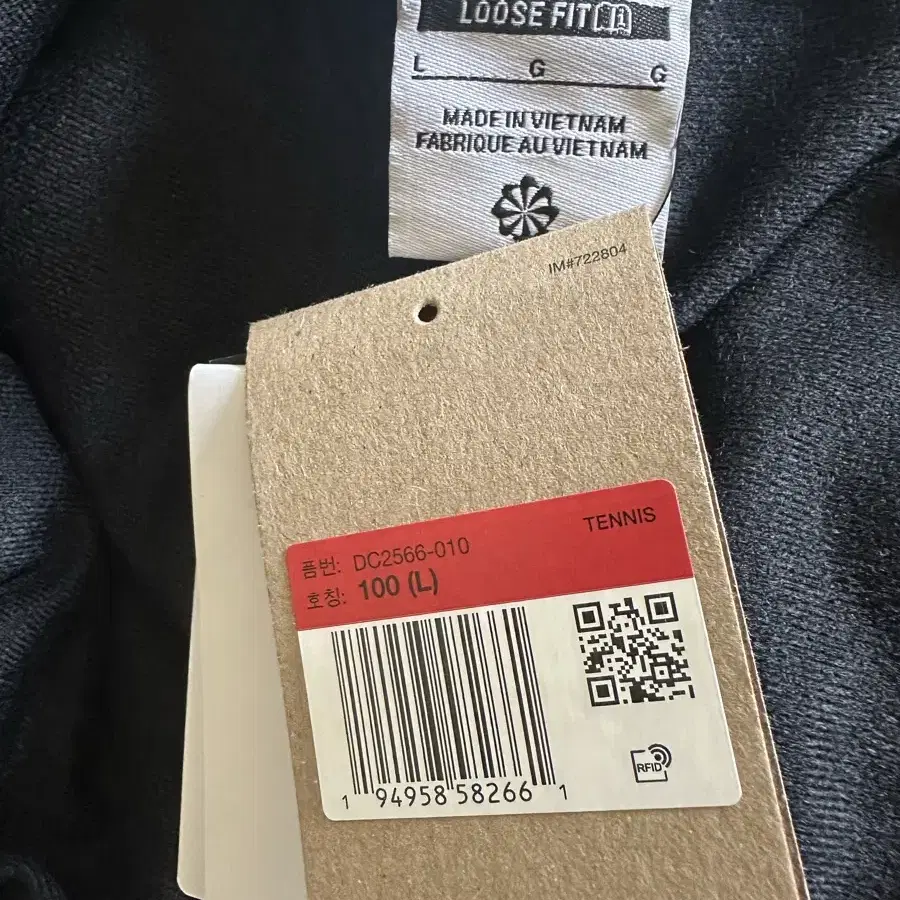 LOOSE FIT
L G G
MADE IN VIETNAM
FABRIQUE AU VIETNAM
IM#722804
TENNIS
품번: DC2566-010
호칭: 100 (L)
1 94958 58266 1
RFID